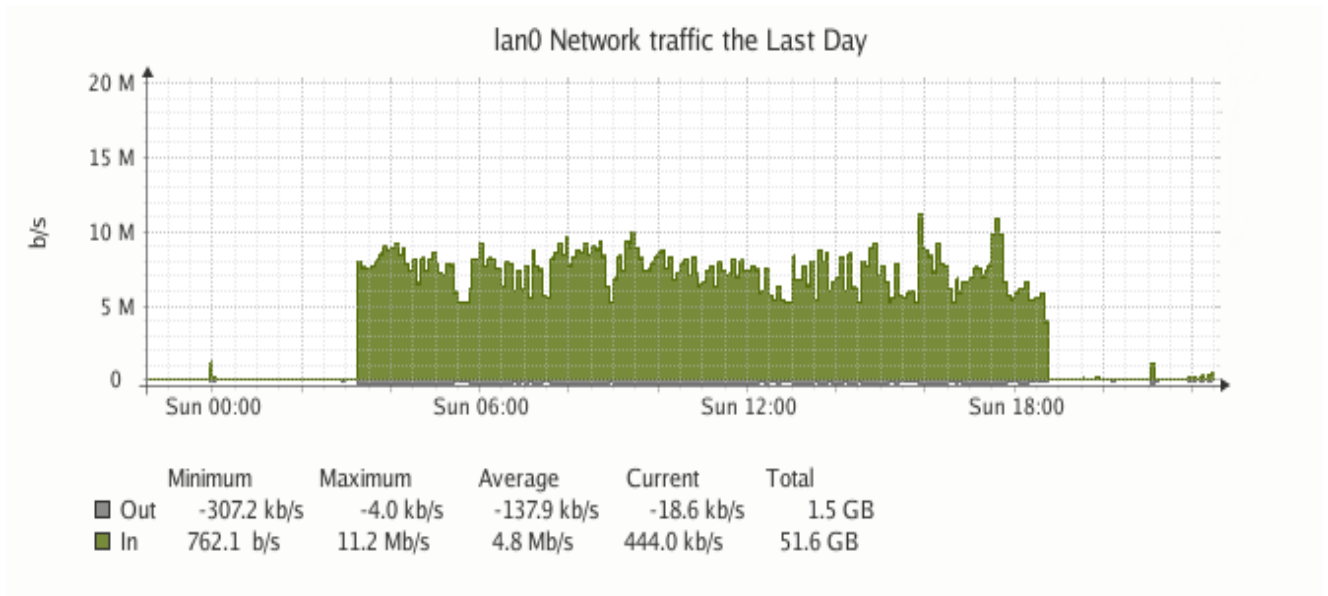 lan0 Network traffic the Last Day
20 M
15 M
10 M
5 M
0
b/s
Sun 00:00 Sun 06:00 Sun 12:00 Sun 18:00
Minimum Maximum Average Current Total
Out -307.2 kb/s -4.0 kb/s -137.9 kb/s -18.6 kb/s 1.5 GB
In 762.1 b/s 11.2 Mb/s 4.8 Mb/s 444.0 kb/s 51.6 GB